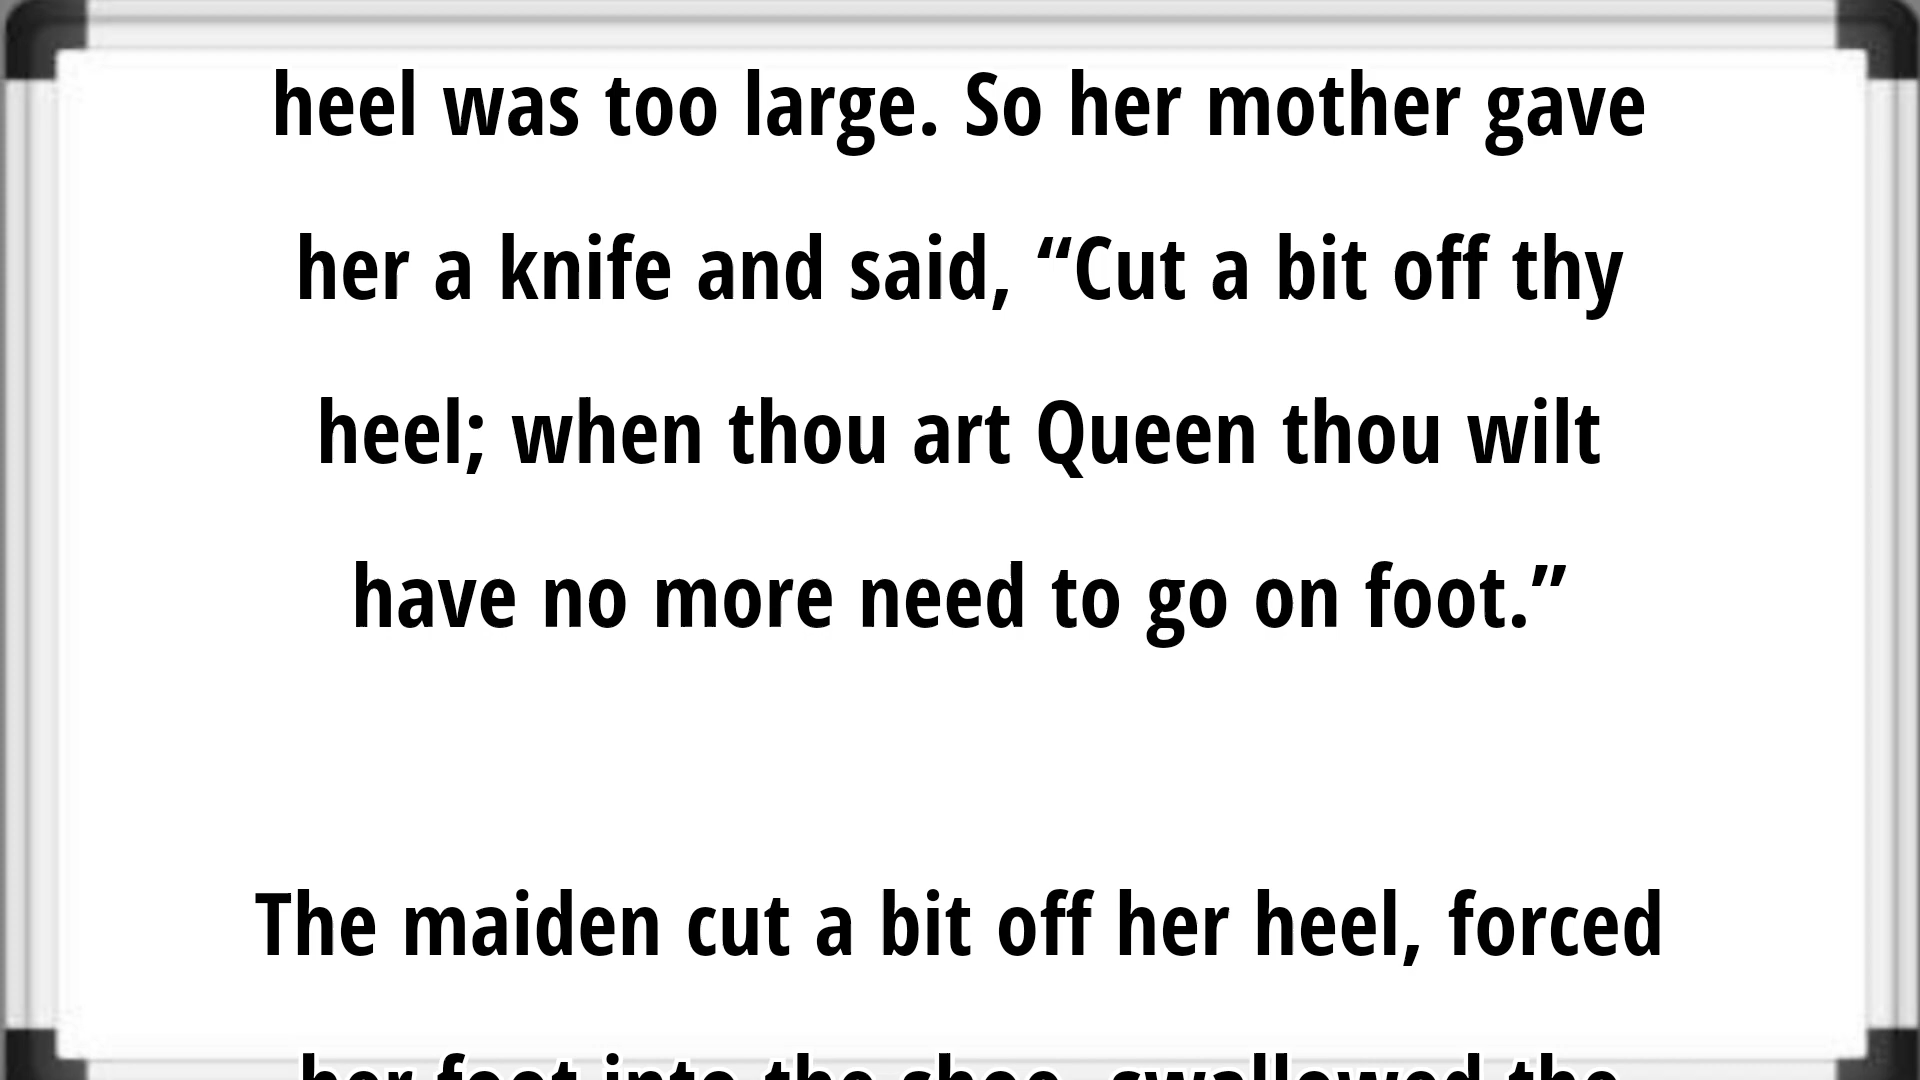 heel was too large. So her mother gave
her a knife and said, “Cut a bit off thy
heel; when thou art Queen thou wilt
have no more need to go on foot.”
The maiden cut a bit off her heel, forced
her foot into the shoe, swallowed the